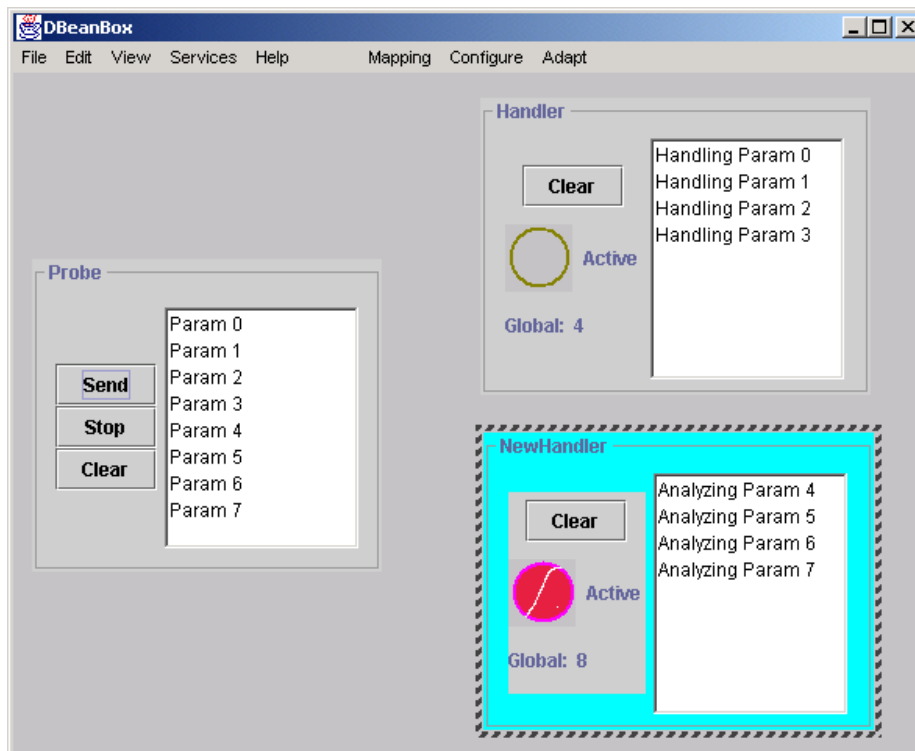 DBeanBox
File Edit View Services Help Mapping Configure Adapt
Probe
Send
Stop
Clear
Param 0
Param 1
Param 2
Param 3
Param 4
Param 5
Param 6
Param 7
Handler
Clear
Active
Global: 4
Handling Param 0
Handling Param 1
Handling Param 2
Handling Param 3
NewHandler
Clear
Active
Global: 8
Analyzing Param 4
Analyzing Param 5
Analyzing Param 6
Analyzing Param 7